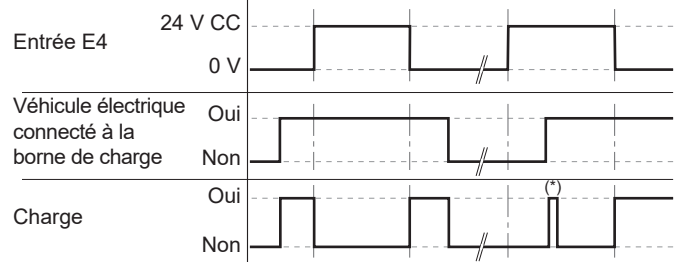 24 V CC
Entrée E4
0 V
Véhicule électrique
connecté à la
borne de charge
Oui
Non
Oui
(*)
Charge
Non